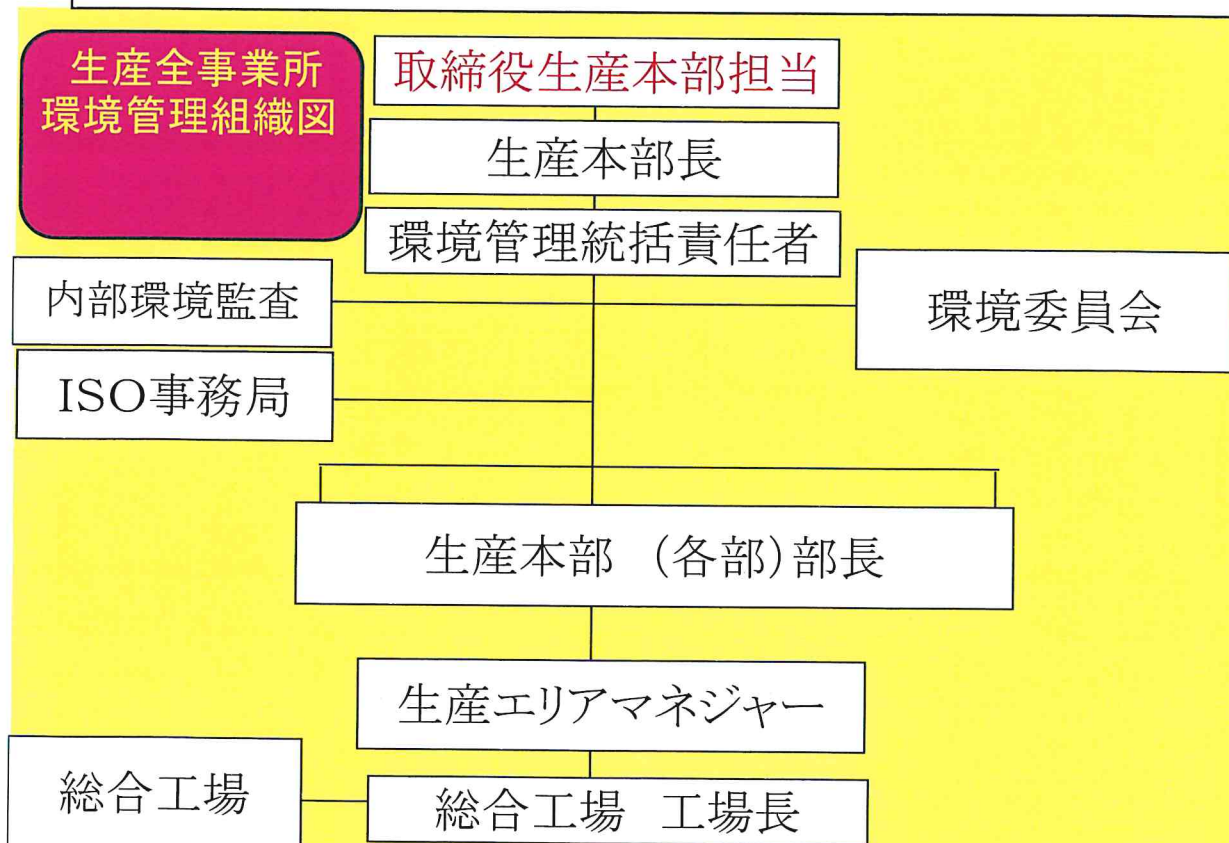 生産全事業所
環境管理組織図
取締役生産本部担当
生産本部長
環境管理統括責任者
内部環境監査
環境委員会
ISO事務局
生産本部 (各部)部長
生産エリアマネジャー
総合工場
総合工場 工場長